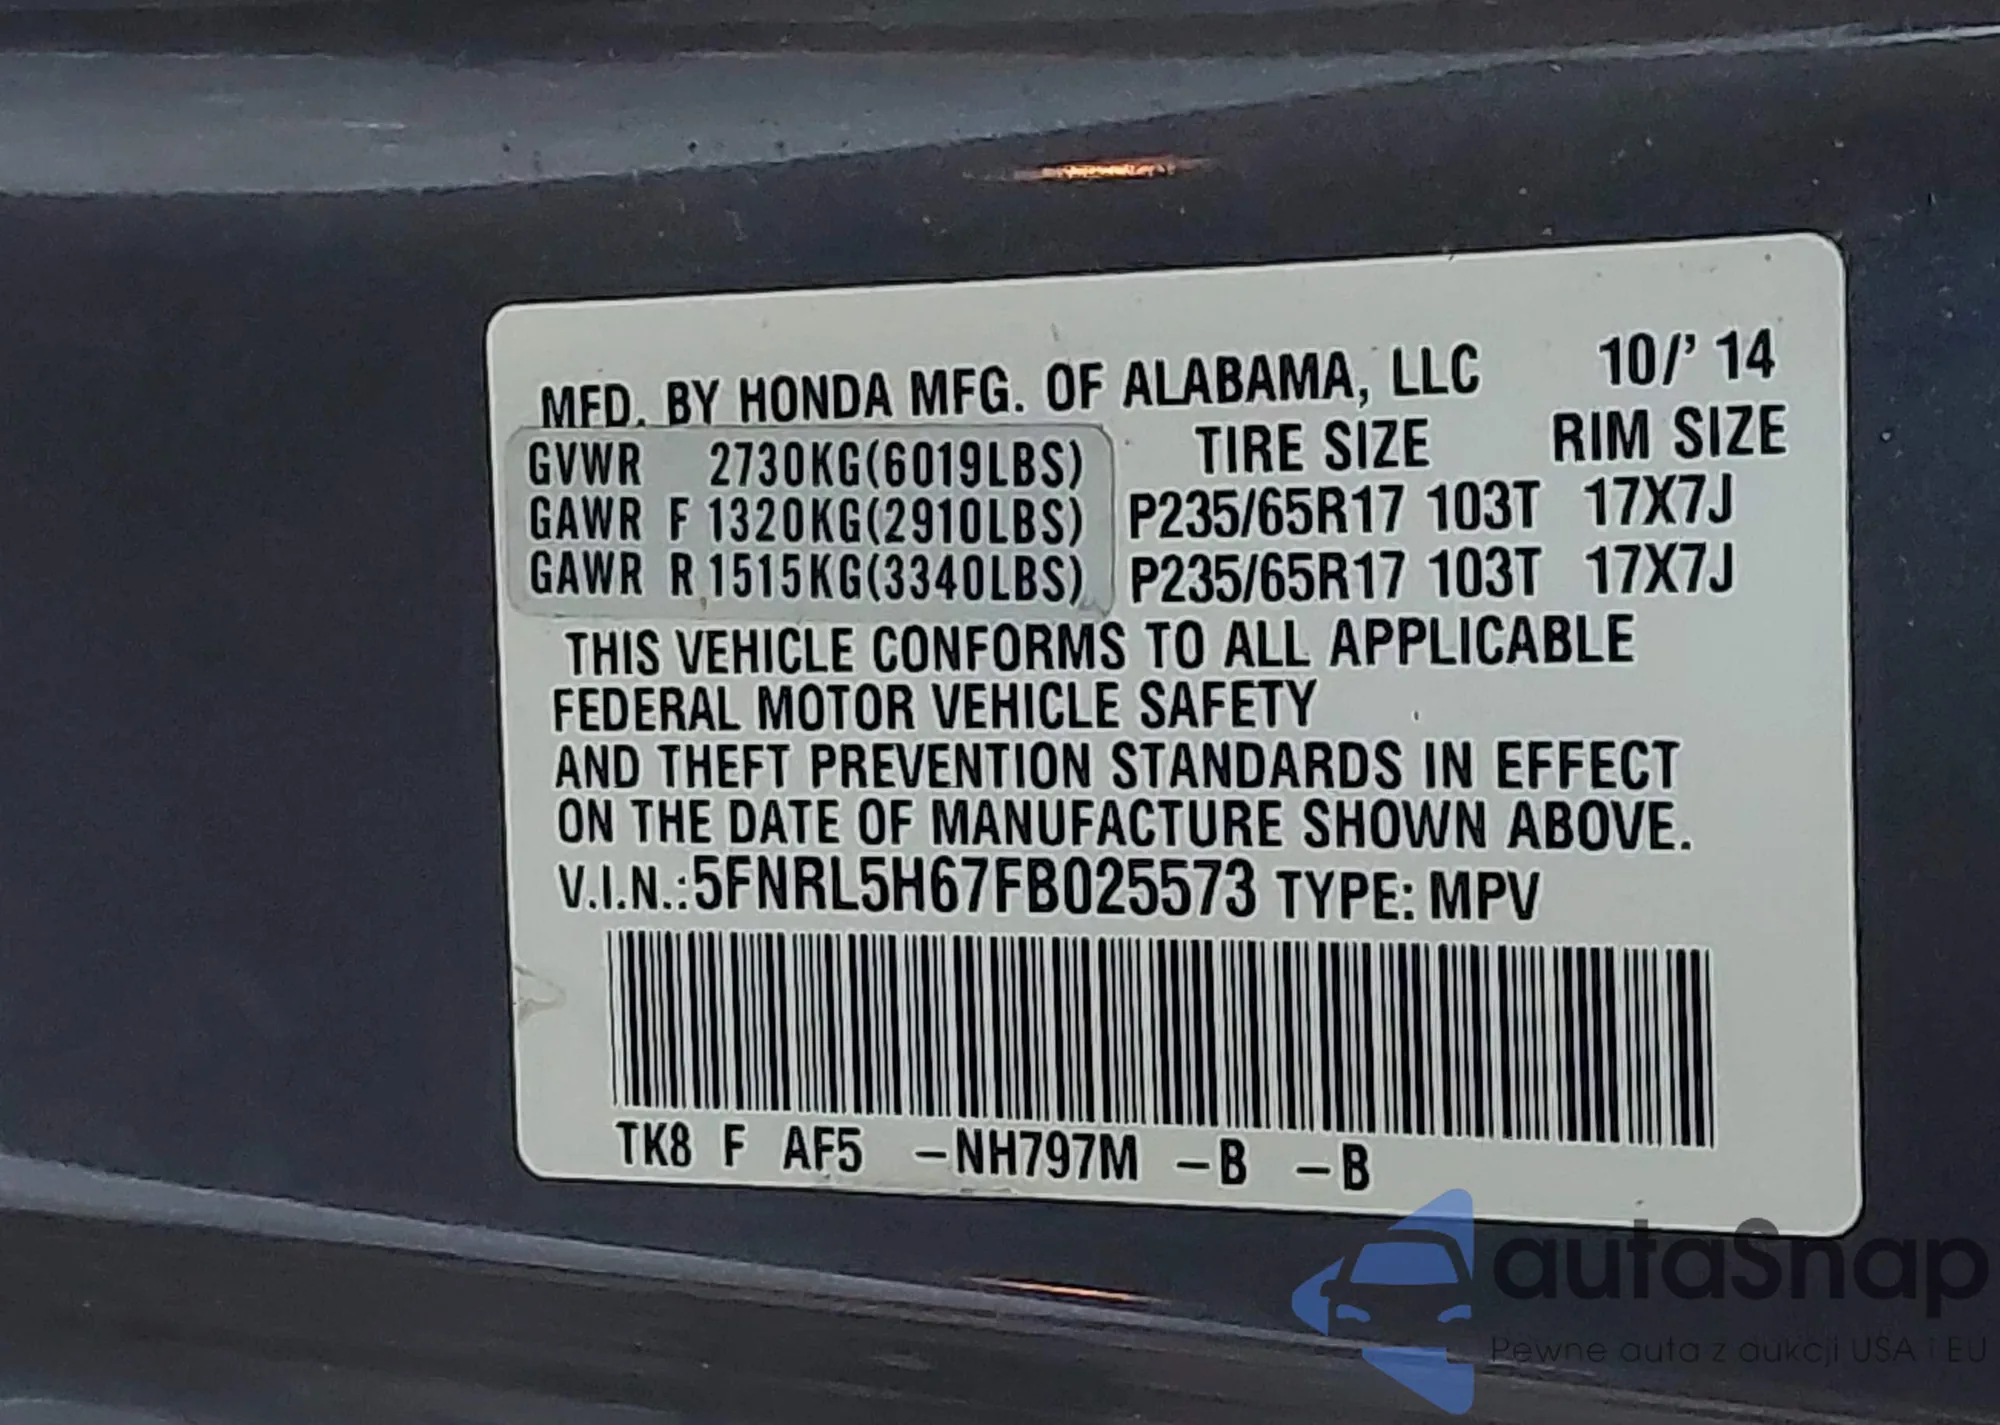 MFD. BY HONDA MFG. OF ALABAMA, LLC 10/' 14
TIRE SIZE RIM SIZE
GVWR 2730KG(6019LBS)
GAWR F 1320KG(2910LBS) P235/65R17 103T 17X7J
GAWR R 1515KG(3340LBS) P235/65R17 103T 17X7J
THIS VEHICLE CONFORMS TO ALL APPLICABLE
FEDERAL MOTOR VEHICLE SAFETY
AND THEFT PREVENTION STANDARDS IN EFFECT
ON THE DATE OF MANUFACTURE SHOWN ABOVE.
V.I.N.:5FNRL5H67FB025573 TYPE: MPV
TK8 F AF5 -NH797M -B -B
autaSnap
Pewne auta z aukcji USA i EU